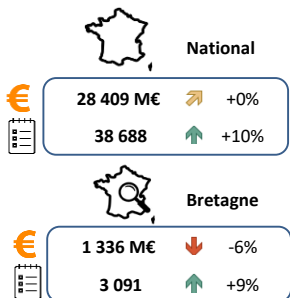 National
€ 28 409 M€ +0%
38 688 +10%
Bretagne
€ 1 336 M€ -6%
3 091 +9%